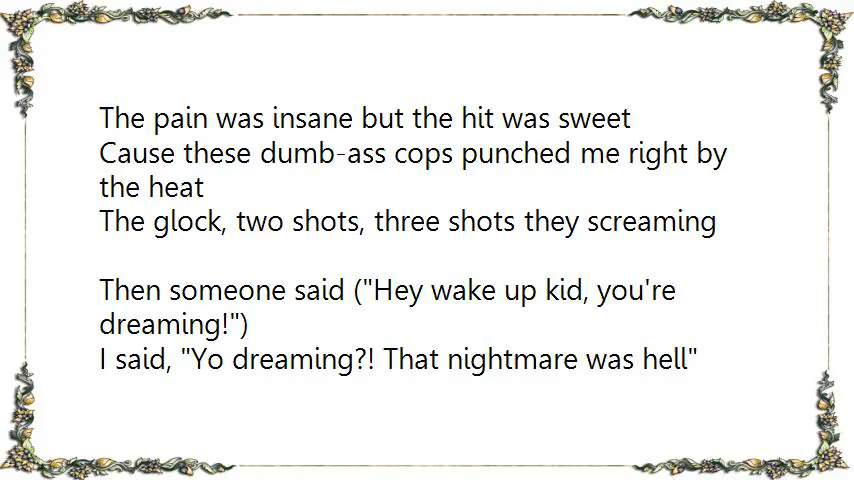 The pain was insane but the hit was sweet
Cause these dumb-ass cops punched me right by
the heat
The glock, two shots, three shots they screaming
Then someone said ("Hey wake up kid, you're
dreaming!")
I said, "Yo dreaming?! That nightmare was hell"